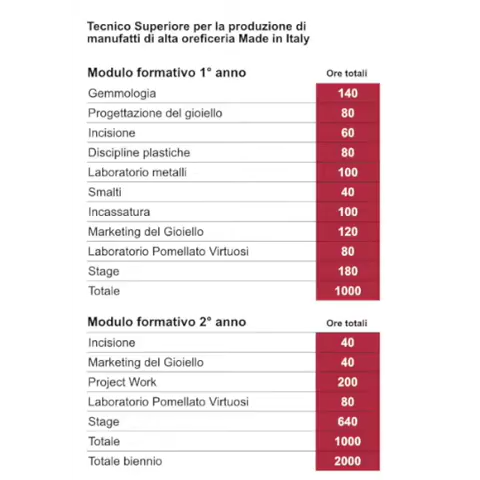 Tecnico Superiore per la produzione di
manufatti di alta oreficeria Made in Italy
Modulo formativo 1° anno Ore totali
Gemmologia 140
Progettazione del gioiello 80
Incisione 60
Discipline plastiche 80
Laboratorio metalli 100
Smalti 40
Incassatura 100
Marketing del Gioiello 120
Laboratorio Pomellato Virtuosi 80
Stage 180
Totale 1000
Modulo formativo 2° anno Ore totali
Incisione 40
Marketing del Gioiello 40
Project Work 200
Laboratorio Pomellato Virtuosi 80
Stage 640
Totale 1000
Totale biennio 2000